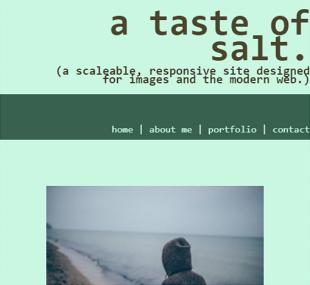 a taste of
salt.
(a scaleable, responsive site designed
for images and the modern web.)
home | about me | portfolio | contact